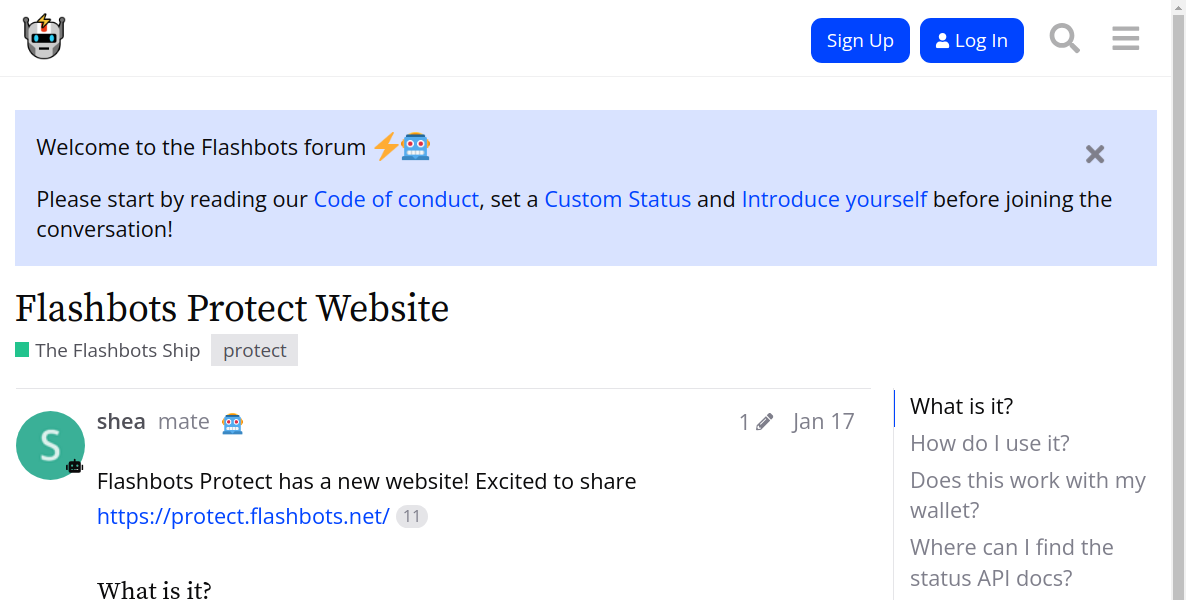 Sign Up
Log In
Welcome to the Flashbots forum ⚡🤖
Please start by reading our Code of conduct, set a Custom Status and Introduce yourself before joining the
conversation!
Flashbots Protect Website
The Flashbots Ship protect
shea mate 🤖 1 Jan 17
S
Flashbots Protect has a new website! Excited to share
https://protect.flashbots.net/ 11
What is it?
What is it?
How do I use it?
Does this work with my
wallet?
Where can I find the
status API docs?